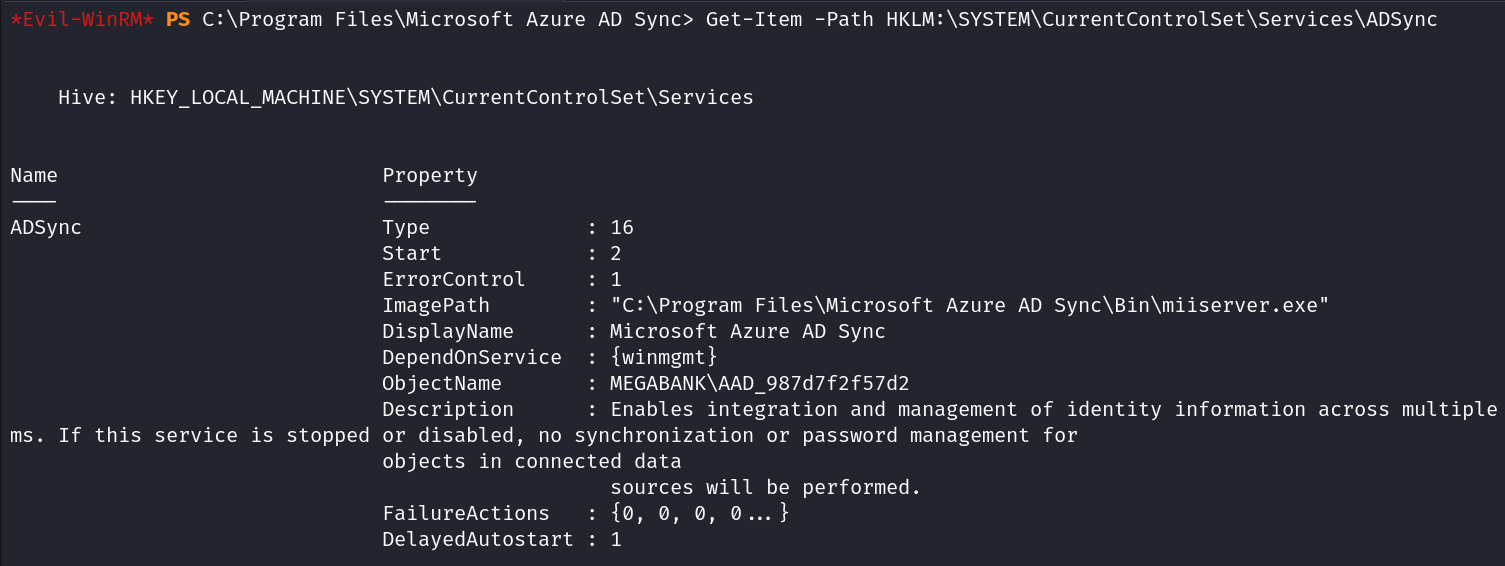 *Evil-WinRM* PS C:\Program Files\Microsoft Azure AD Sync> Get-Item -Path HKLM:\SYSTEM\CurrentControlSet\Services\ADSync
Hive: HKEY_LOCAL_MACHINE\SYSTEM\CurrentControlSet\Services
Name                           Property
----                           --------
ADSync                         Type             : 16
                               Start            : 2
                               ErrorControl     : 1
                               ImagePath        : "C:\Program Files\Microsoft Azure AD Sync\Bin\miiserver.exe"
                               DisplayName      : Microsoft Azure AD Sync
                               DependOnService  : {winmgmt}
                               ObjectName       : MEGABANK\AAD_987d7f2f57d2
                               Description      : Enables integration and management of identity information across multiple
ms. If this service is stopped or disabled, no synchronization or password management for
                               objects in connected data
                                                  sources will be performed.
                               FailureActions   : {0, 0, 0, 0...}
                               DelayedAutostart : 1